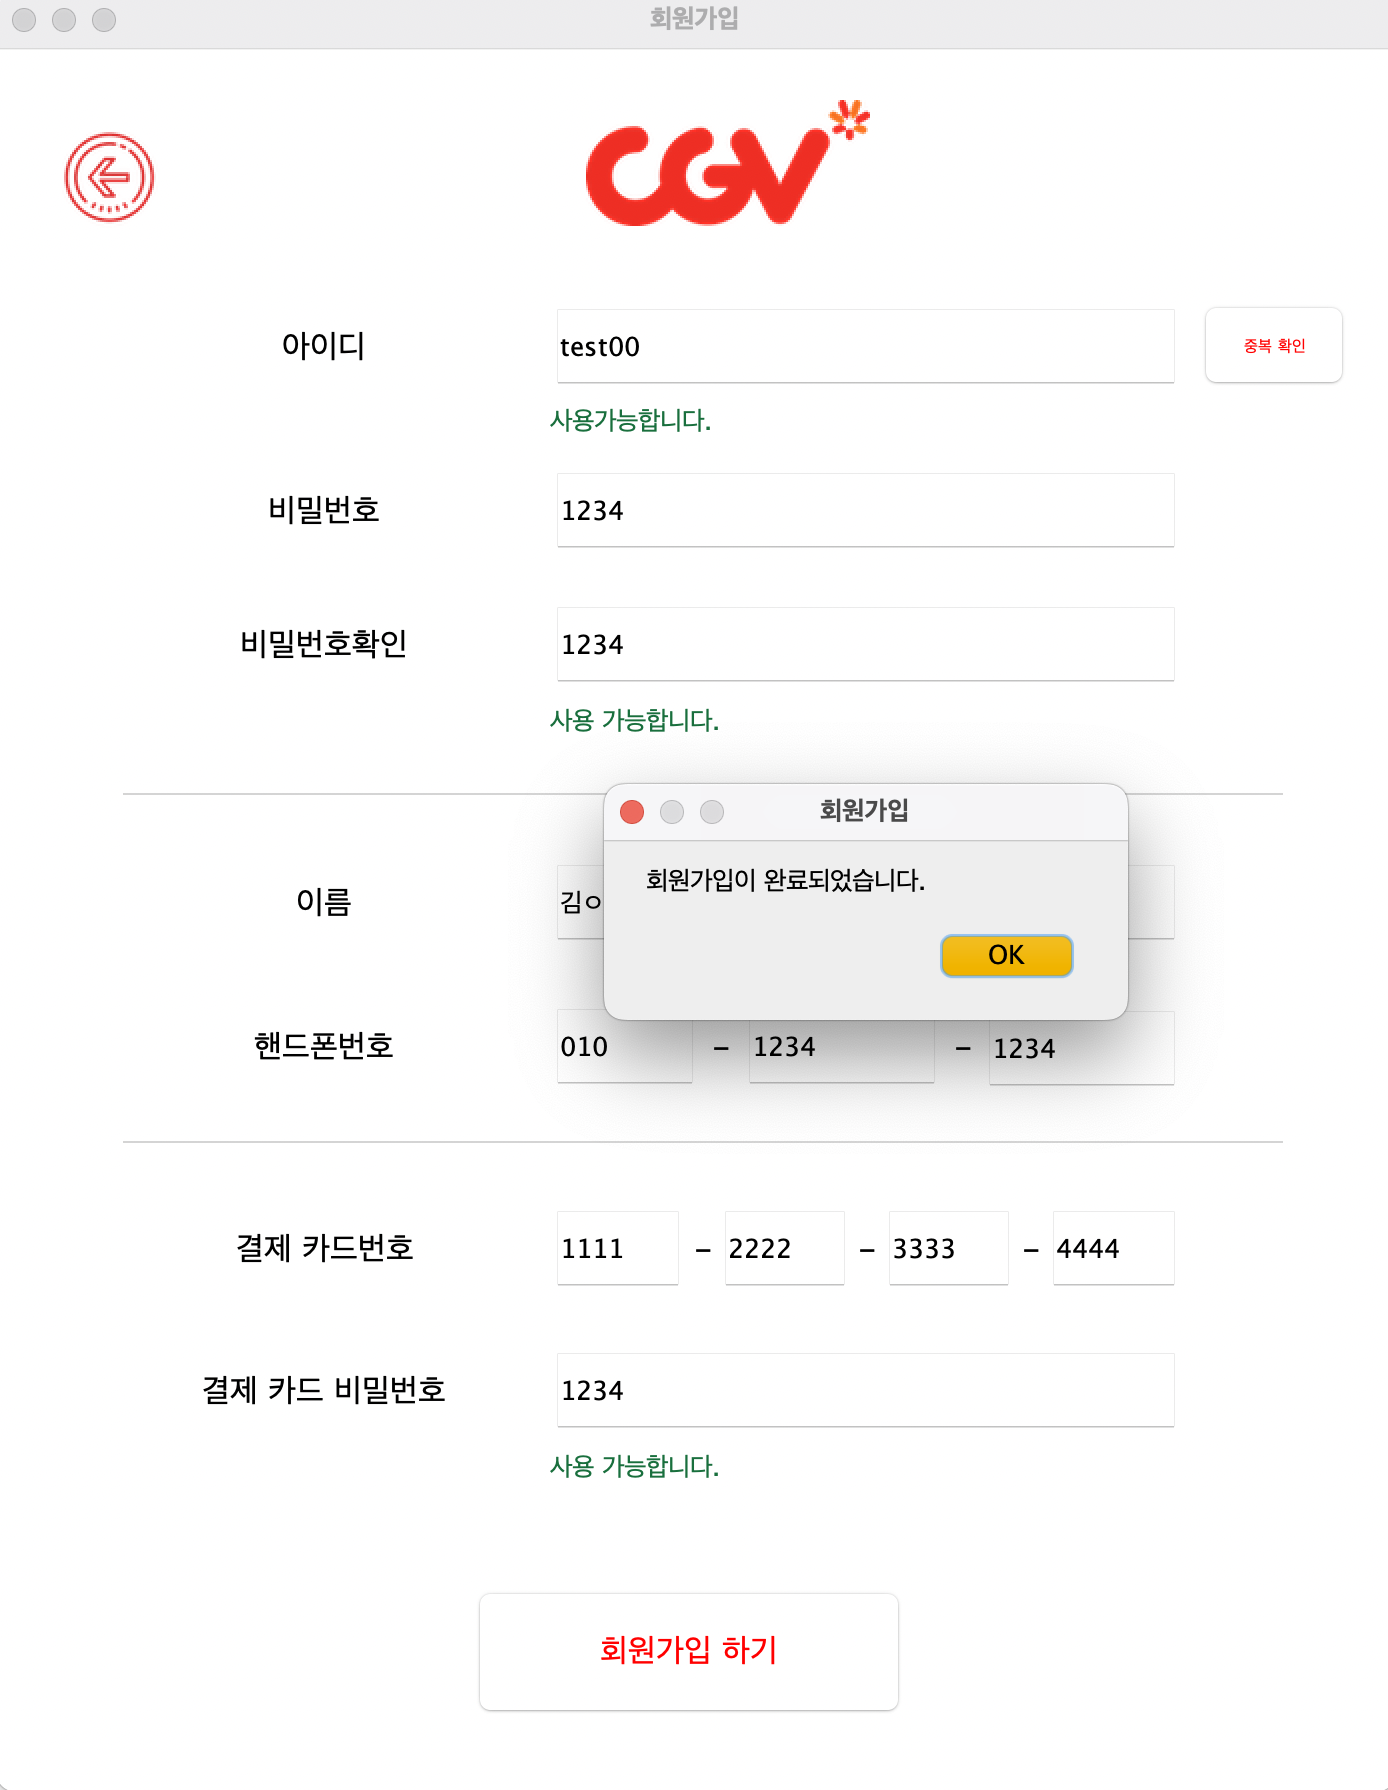 회원가입
CGV
아이디
test00
중복 확인
사용가능합니다.
비밀번호
1234
비밀번호확인
1234
사용 가능합니다.
회원가입
회원가입이 완료되었습니다.
OK
이름
핸드폰번호
010 - 1234 - 1234
결제 카드번호
1111 - 2222 - 3333 - 4444
결제 카드 비밀번호
1234
사용 가능합니다.
회원가입 하기